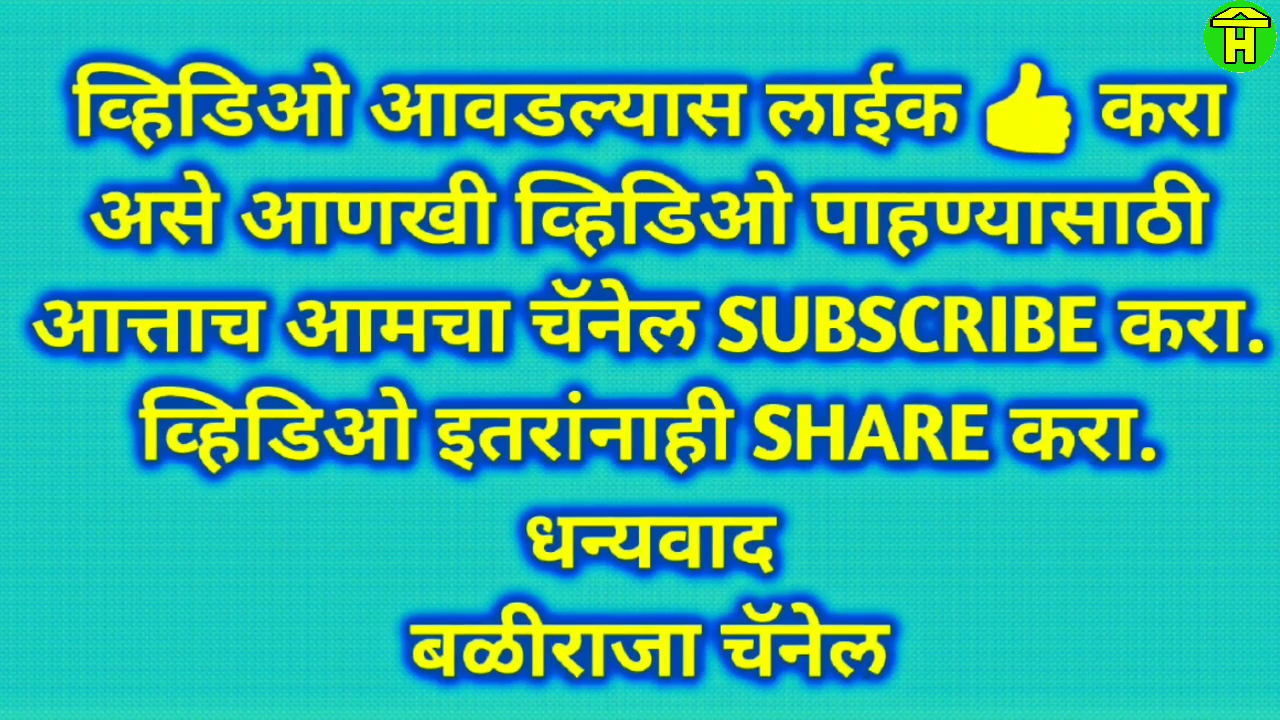 H
व्हिडिओ आवडल्यास लाईक 👍 करा
असे आणखी व्हिडिओ पाहण्यासाठी
आत्ताच आमचा चॅनेल SUBSCRIBE करा.
व्हिडिओ इतरांनाही SHARE करा.
धन्यवाद
बळीराजा चॅनेल